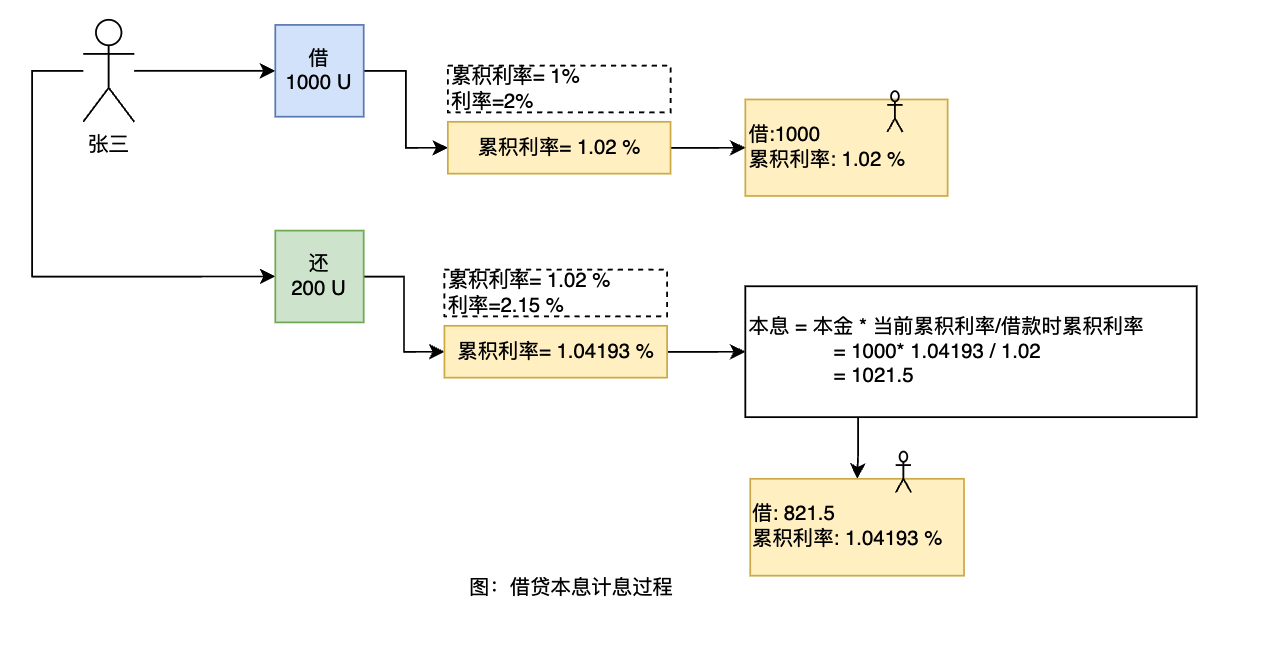 张三
借
1000 U
累积利率= 1%
利率=2%
累积利率= 1.02 %
借:1000
累积利率: 1.02 %
还
200 U
累积利率= 1.02 %
利率=2.15 %
累积利率= 1.04193 %
本息 = 本金 * 当前累积利率/借款时累积利率
= 1000* 1.04193 / 1.02
= 1021.5
借: 821.5
累积利率: 1.04193 %
图：借贷本息计息过程